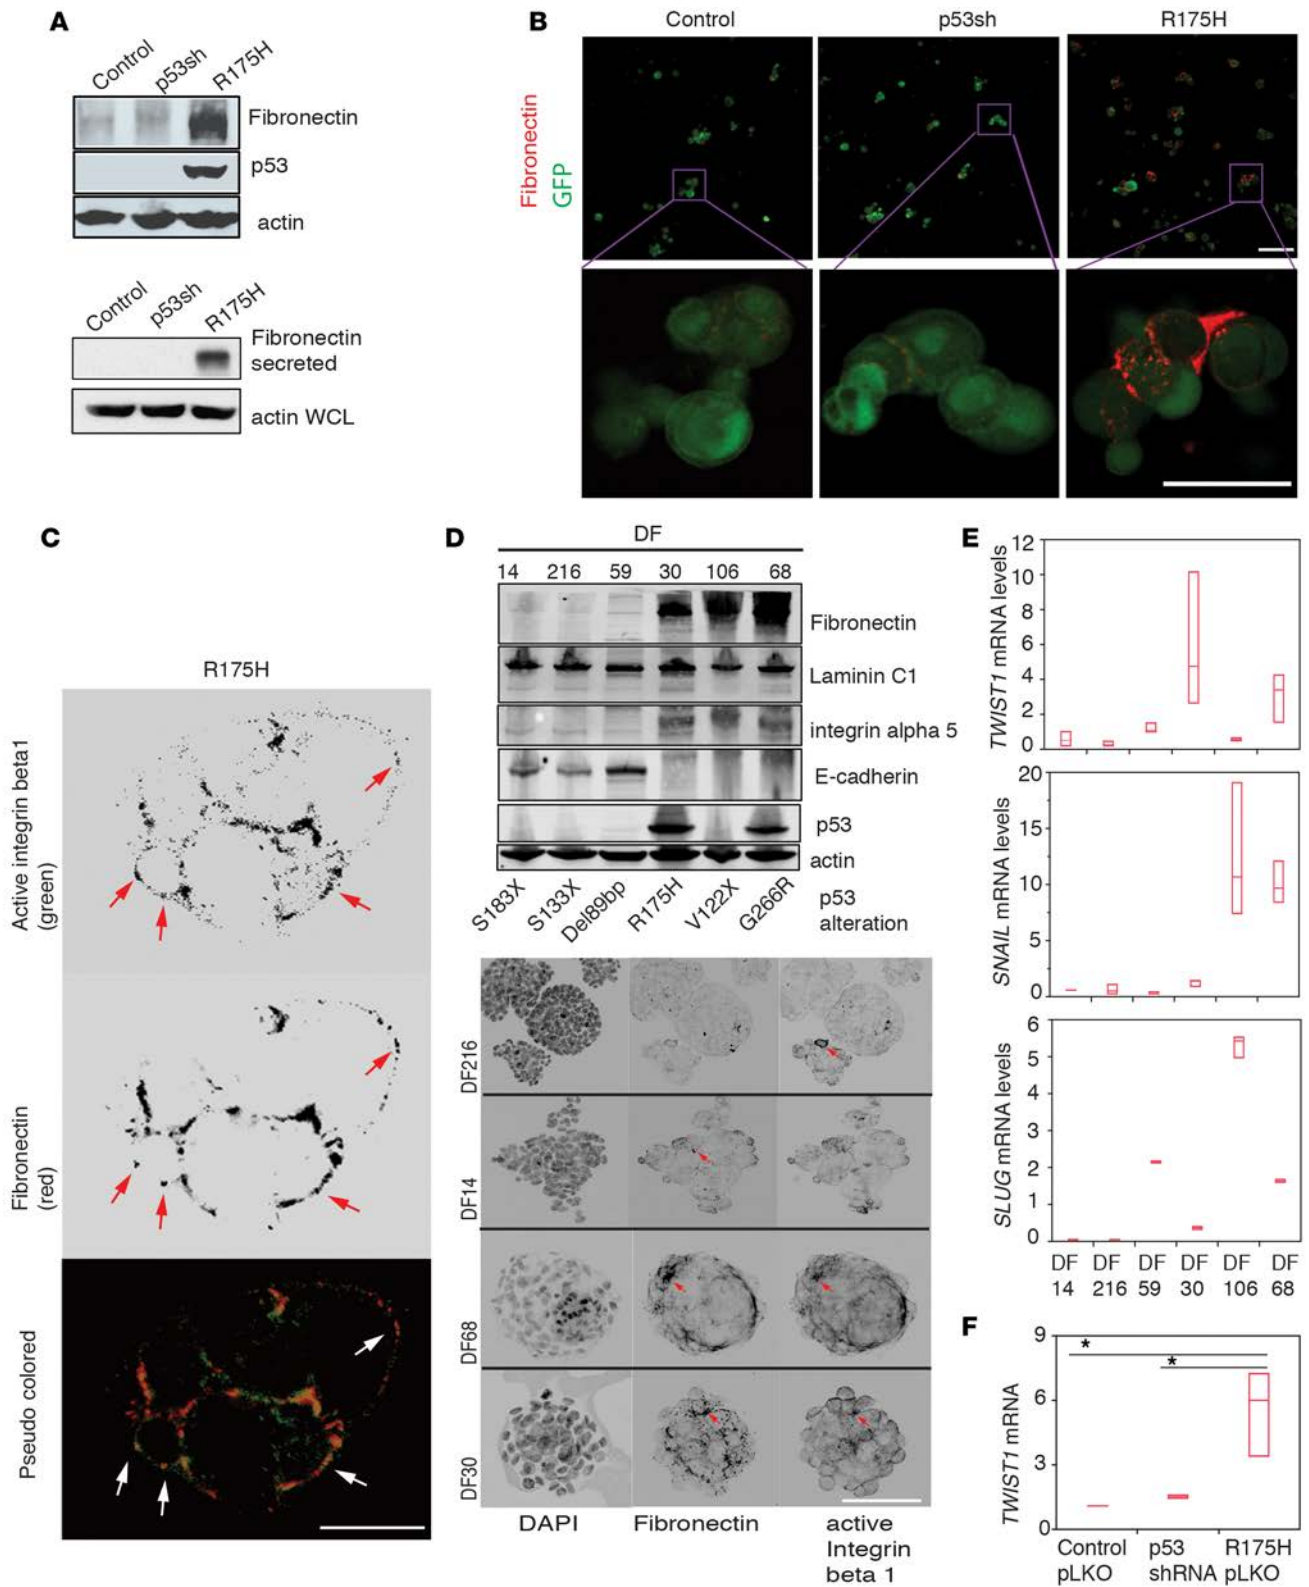 A
Control
p53sh
R175H
Fibronectin
p53
actin
Control
p53sh
R175H
Fibronectin
secreted
actin WCL
B
Control
p53sh
R175H
Fibronectin
GFP
C
R175H
Active integrin beta1
(green)
Fibronectin
(red)
Pseudo colored
D
DF
14 216 59 30 106 68
Fibronectin
Laminin C1
integrin alpha 5
E-cadherin
p53
actin
S183X
S133X
Del89bp
R175H
V122X
G266R
p53
alteration
DF216
DF14
DF68
DF30
DAPI
Fibronectin
active
Integrin
beta 1
E
TWIST1 mRNA levels
12
10
8
6
4
2
0
SNAIL mRNA levels
20
15
10
5
0
SLUG mRNA levels
6
5
4
3
2
1
0
DF DF DF DF DF DF
14 216 59 30 106 68
F
TWIST1 mRNA
9
6
3
0
*
*
Control p53 R175H
pLKO shRNA pLKO